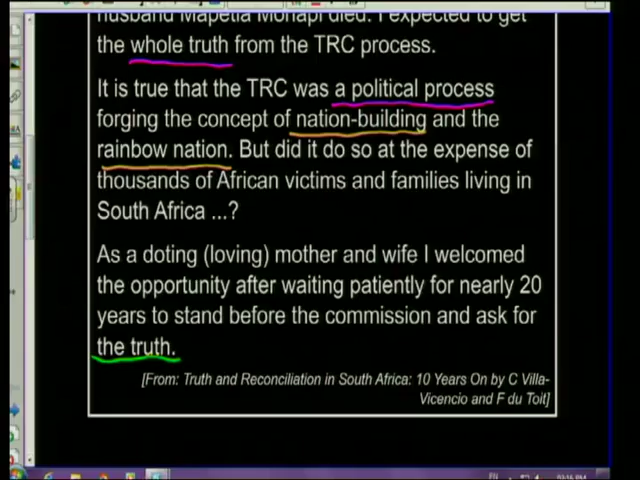 husband Mapetla Mohapi died. I expected to get
the whole truth from the TRC process.
It is true that the TRC was a political process
forging the concept of nation-building and the
rainbow nation. But did it do so at the expense of
thousands of African victims and families living in
South Africa ...?
As a doting (loving) mother and wife I welcomed
the opportunity after waiting patiently for nearly 20
years to stand before the commission and ask for
the truth.
[From: Truth and Reconciliation in South Africa: 10 Years On by C Villa-
Vicencio and F du Toit]